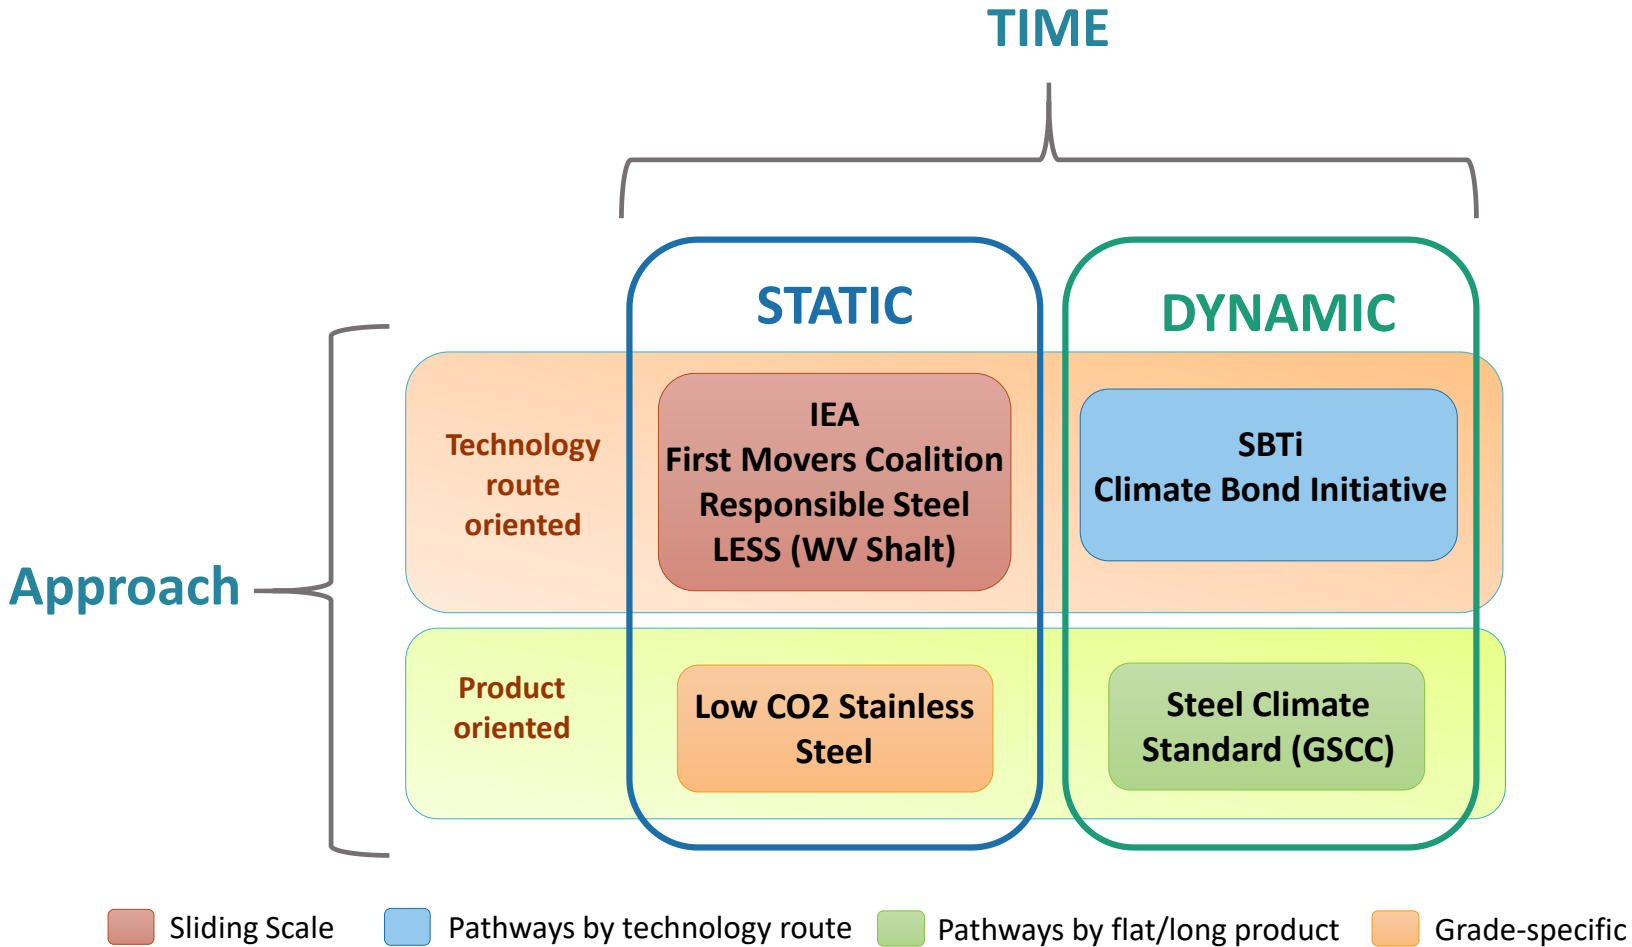 TIME
STATIC
DYNAMIC
Approach
Technology
route
oriented
IEA
First Movers Coalition
Responsible Steel
LESS (WV Shalt)
SBTi
Climate Bond Initiative
Product
oriented
Low CO2 Stainless
Steel
Steel Climate
Standard (GSCC)
Sliding Scale
Pathways by technology route
Pathways by flat/long product
Grade-specific